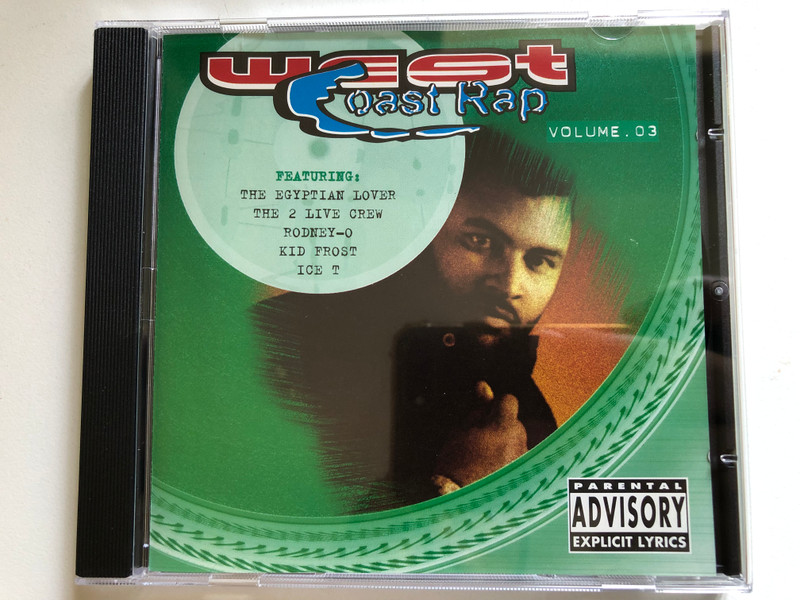 west
Coast Rap
VOLUME.03
FEATURING:
THE EGYPTIAN LOVER
THE 2 LIVE CREW
RODNEY-O
KID FROST
ICE T
PARENTAL
ADVISORY
EXPLICIT LYRICS